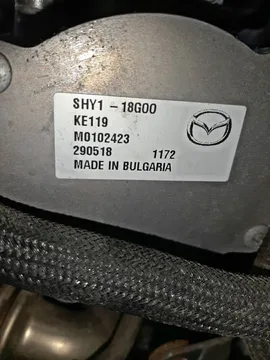 SHY1 -18G00
KE119
M0102423
290518 1172
MADE IN BULGARIA